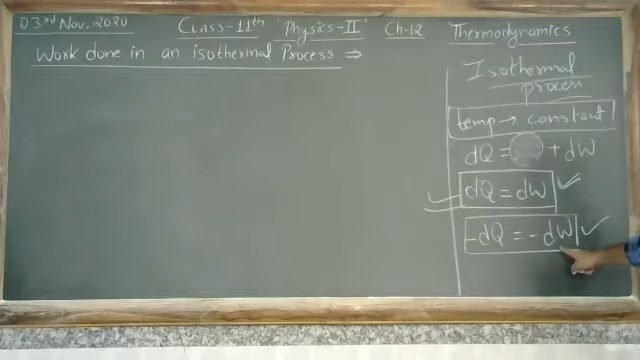 03rd Nov. 2020 Class-11th "Physics-II" Ch-12 Thermodynamics
Work done in an isothermal Process ⇒
Isothermal
process
temp → constant
dQ = + dW
dQ = dW
-dQ = - dW